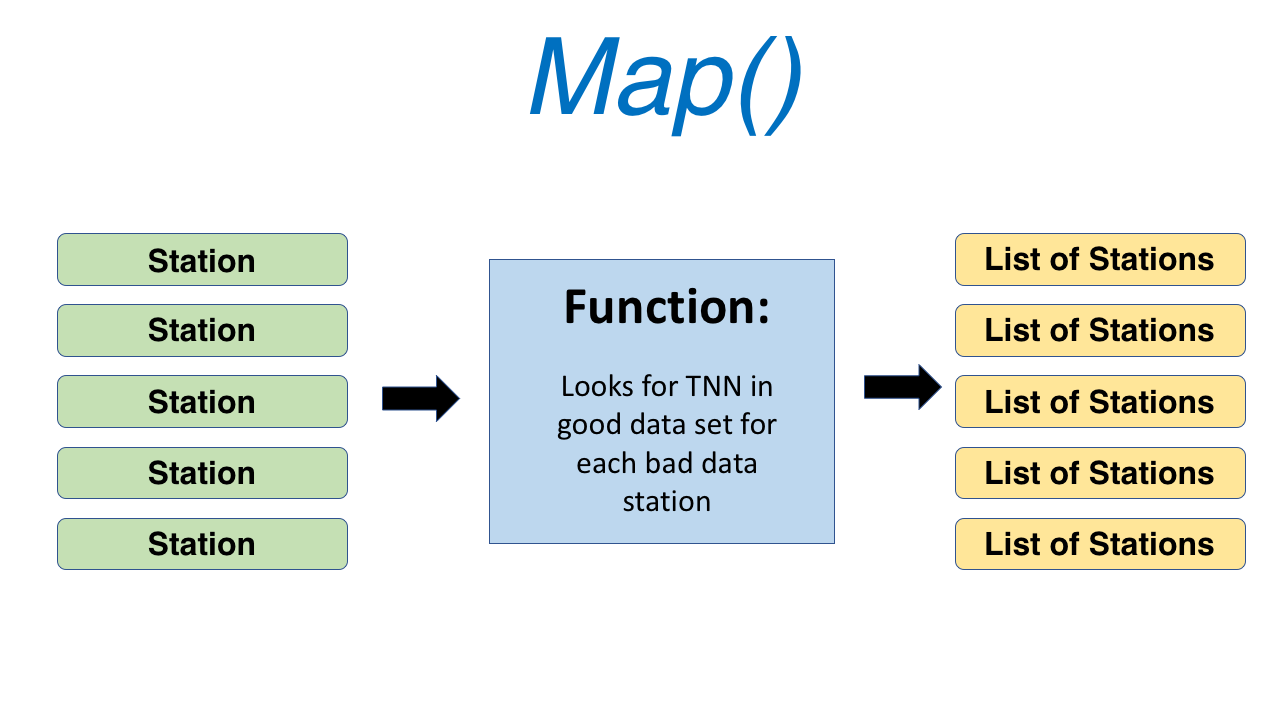 Map()
Station
Station
Station
Station
Station
Function:
Looks for TNN in
good data set for
each bad data
station
List of Stations
List of Stations
List of Stations
List of Stations
List of Stations